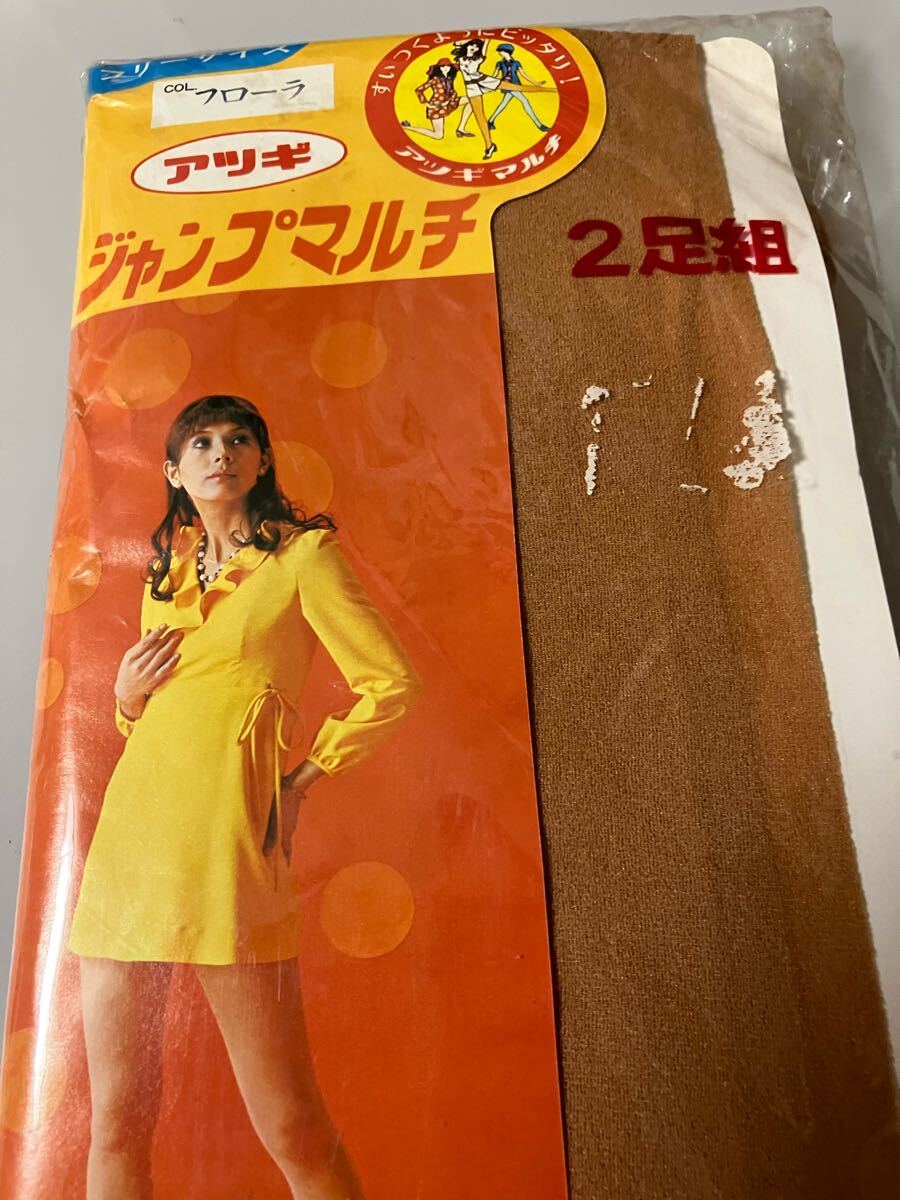 フリーサイズ
COL. フローラ
すいつくようにピッタリ!
アツギマルチ
アツギ
ジャンプマルチ
2足組